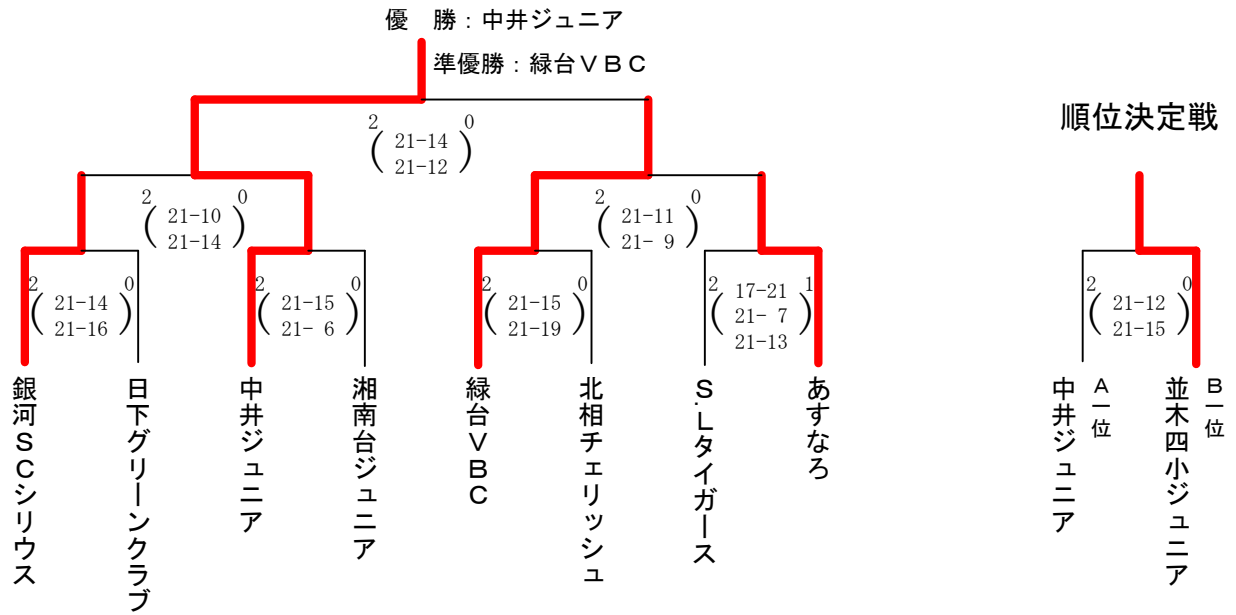 優　勝：中井ジュニア
準優勝：緑台ＶＢＣ
順位決定戦
2 0
( 21-14
21-12 )
2 0
( 21-10
21-14 )
2 0
( 21-11
21- 9 )
2 0
( 21-14
21-16 )
2 0
( 21-15
21- 6 )
2 0
( 21-15
21-19 )
2 1
( 17-21
21- 7
21-13 )
2 0
( 21-12
21-15 )
銀河ＳＣシリウス
日下グリーンクラブ
中井ジュニア
湘南台ジュニア
緑台ＶＢＣ
北相チェリッシュ
Ｓ.Ｌタイガース
あすなろ
中井ジュニア
Ａ一位
並木四小ジュニア
Ｂ一位